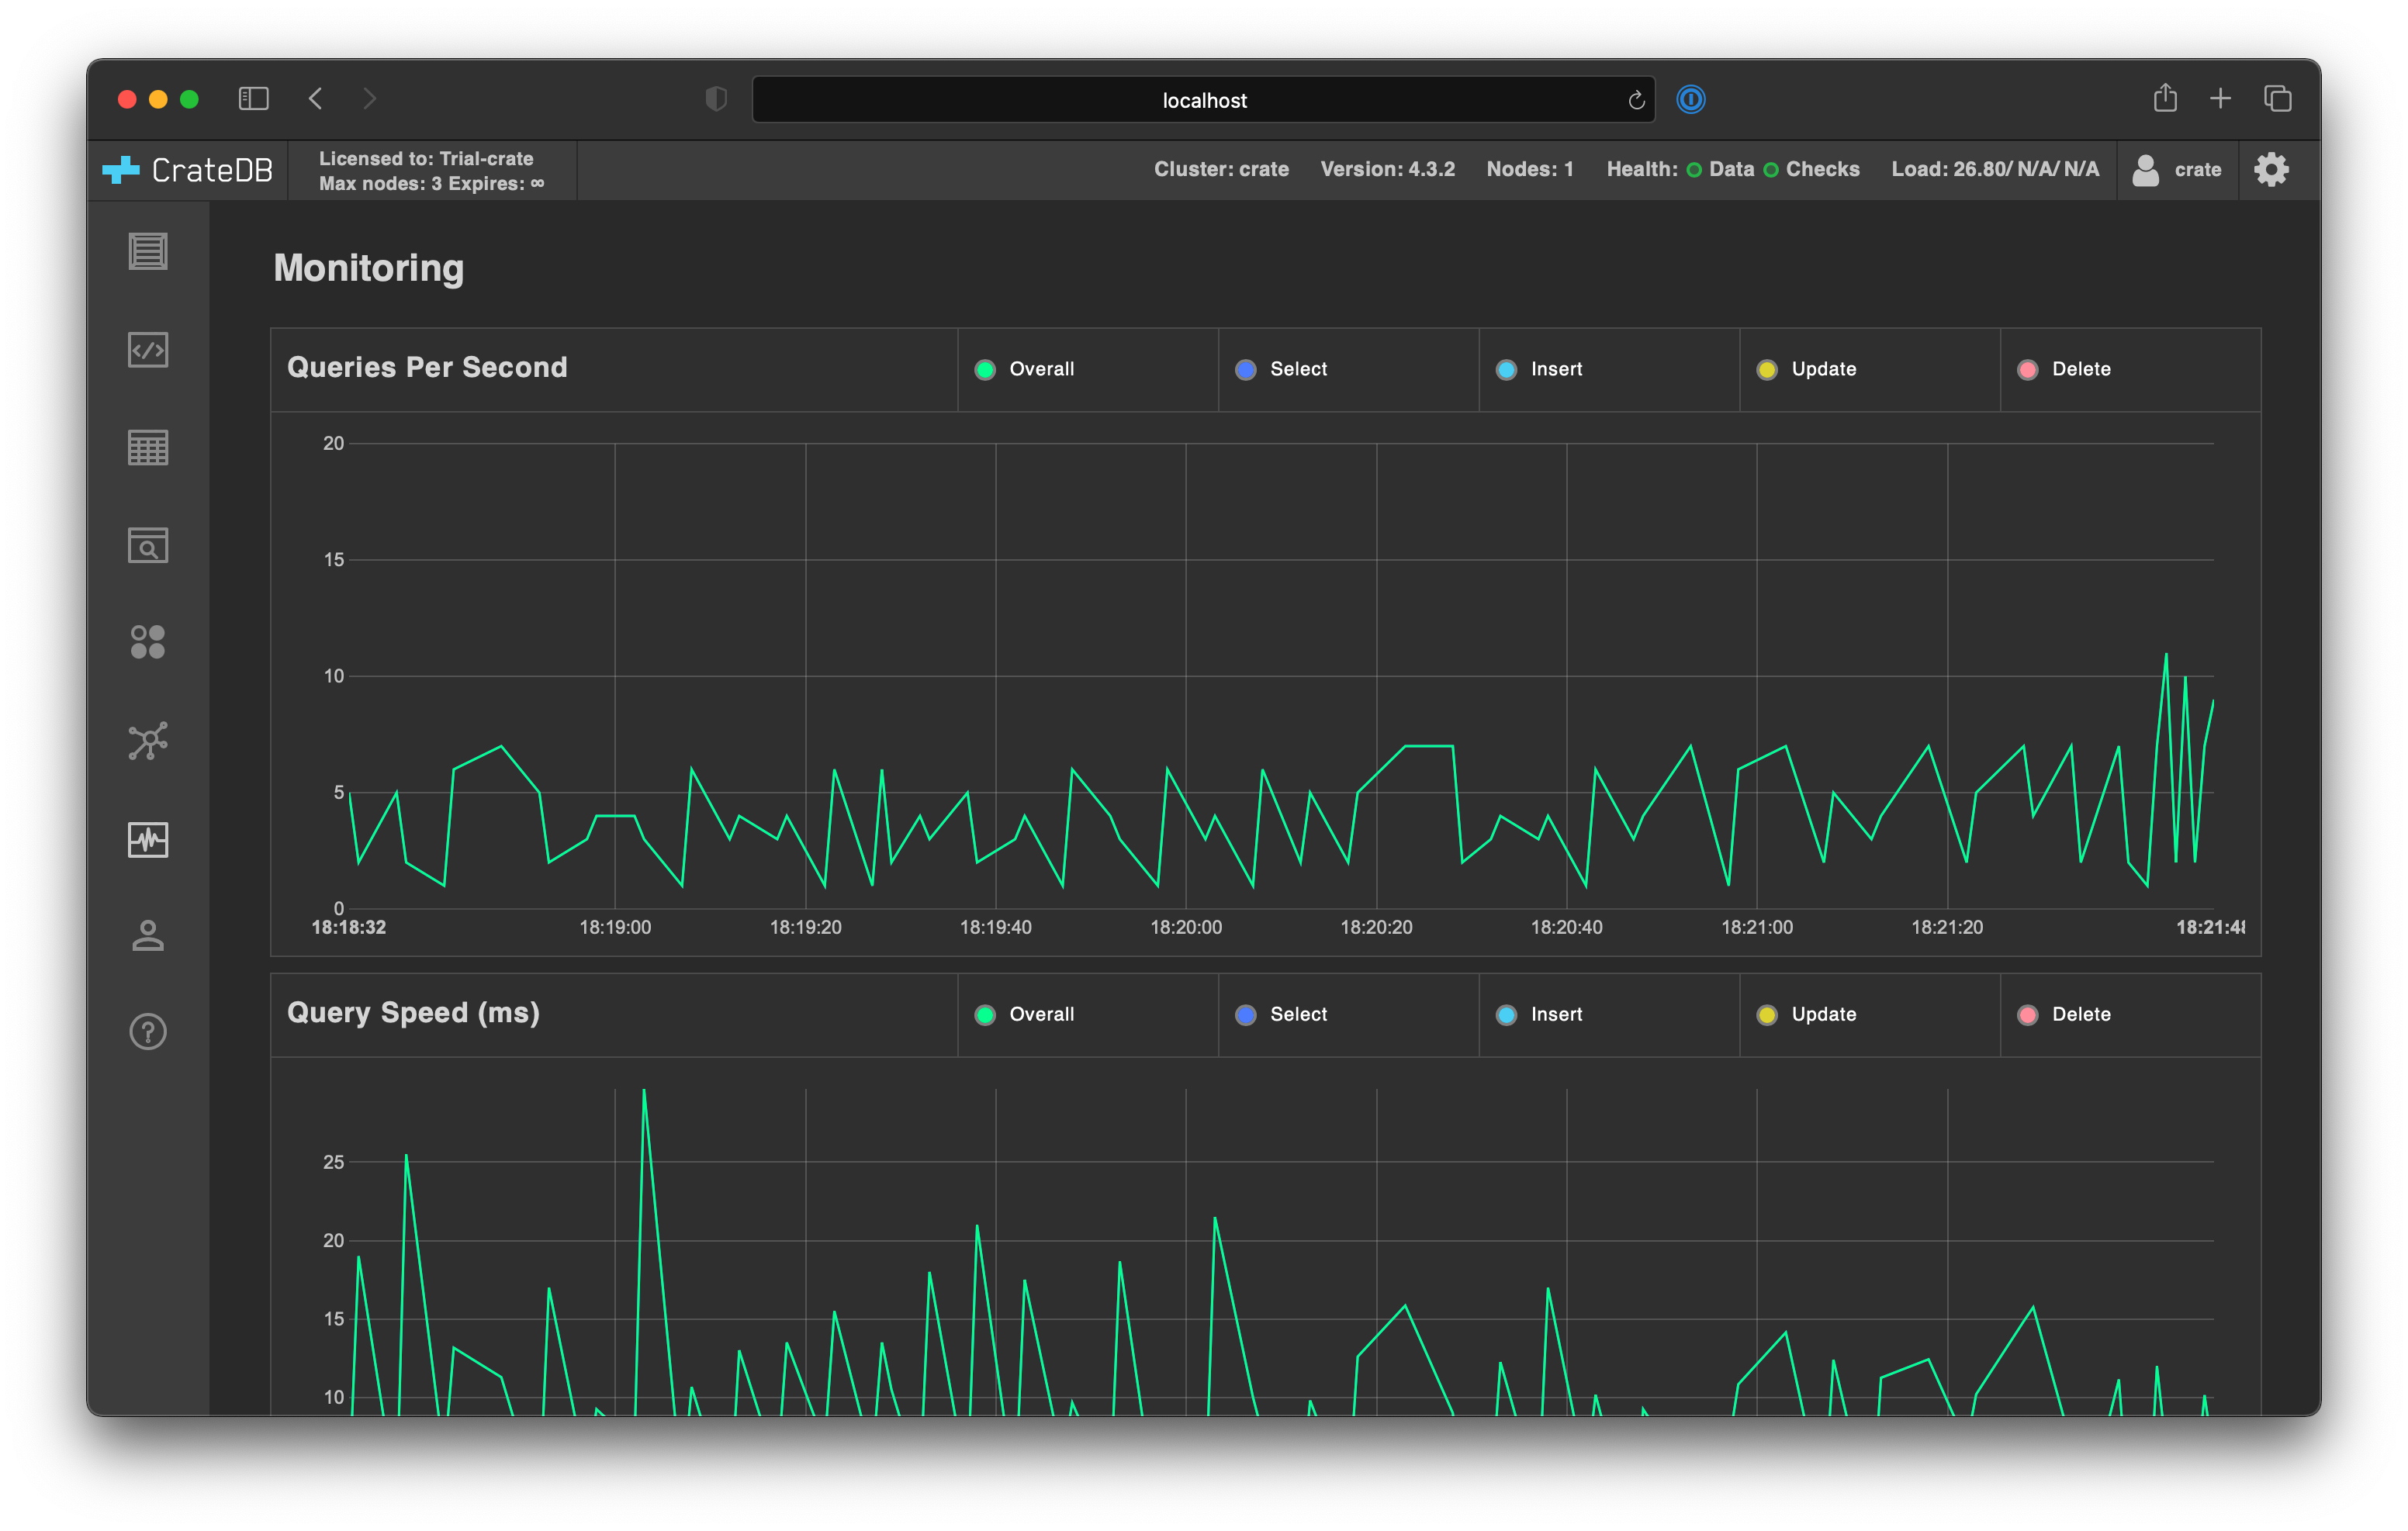 localhost
CrateDB
Licensed to: Trial-crate
Max nodes: 3 Expires: ∞
Cluster: crate Version: 4.3.2 Nodes: 1 Health: Data Checks Load: 26.80/ N/A/ N/A crate
Monitoring
Queries Per Second Overall Select Insert Update Delete
20
15
10
5
0
18:18:32 18:19:00 18:19:20 18:19:40 18:20:00 18:20:20 18:20:40 18:21:00 18:21:20 18:21:48
Query Speed (ms) Overall Select Insert Update Delete
25
20
15
10